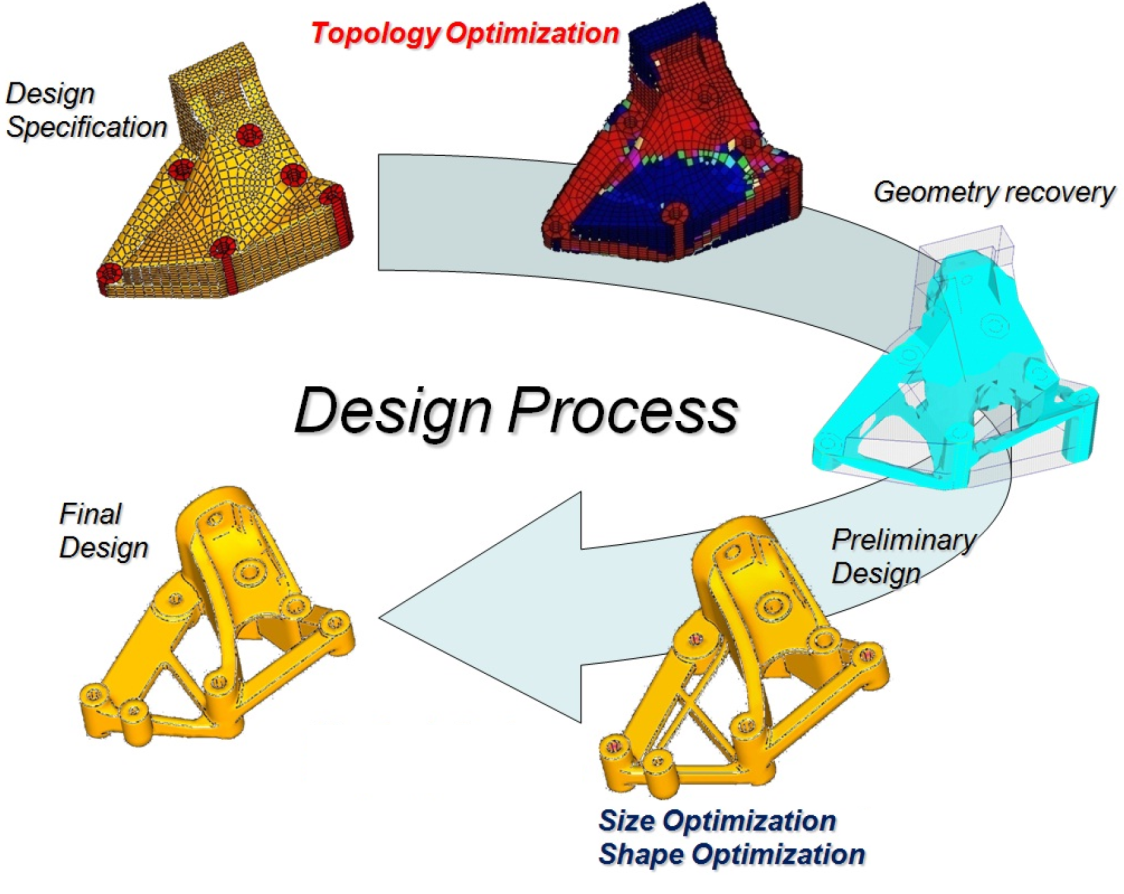 Topology Optimization
Design
Specification
Geometry recovery
Design Process
Final
Design
Preliminary
Design
Size Optimization
Shape Optimization